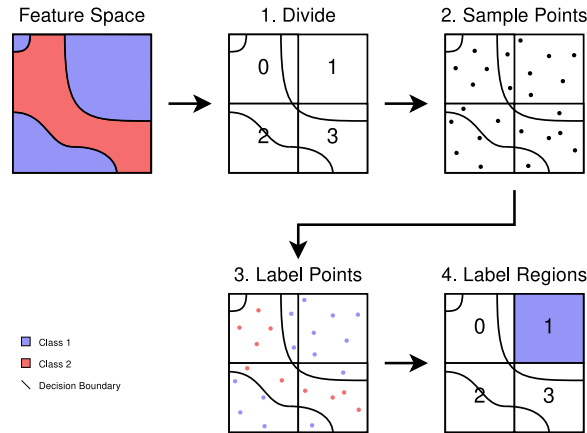 Feature Space
1. Divide
2. Sample Points
0
1
2
3
3. Label Points
4. Label Regions
0
1
2
3
Class 1
Class 2
Decision Boundary